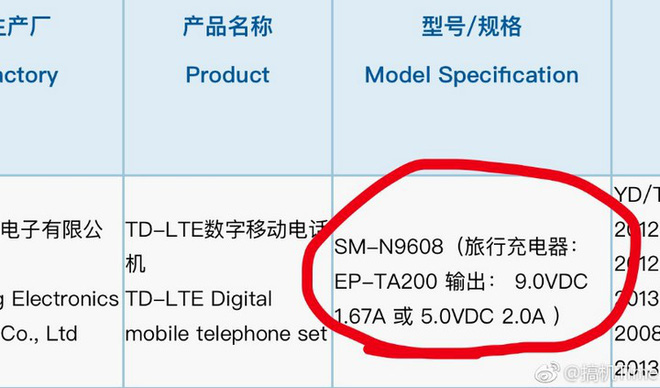 生产厂
产品名称
型号/规格
actory
Product
Model Specification
电子有限公
TD-LTE数字移动电话
机
g Electronics
TD-LTE Digital
Co., Ltd
mobile telephone set
SM-N9608（旅行充电器：
EP-TA200 输出： 9.0VDC
1.67A 或 5.0VDC 2.0A ）
YD/T
2012
2012
2013
2008
2013